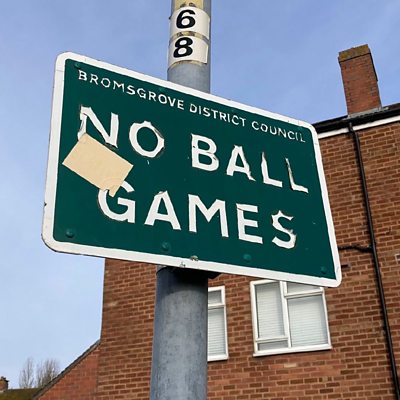 6
8
BROMSGROVE DISTRICT COUNCIL
NO BALL
GAMES